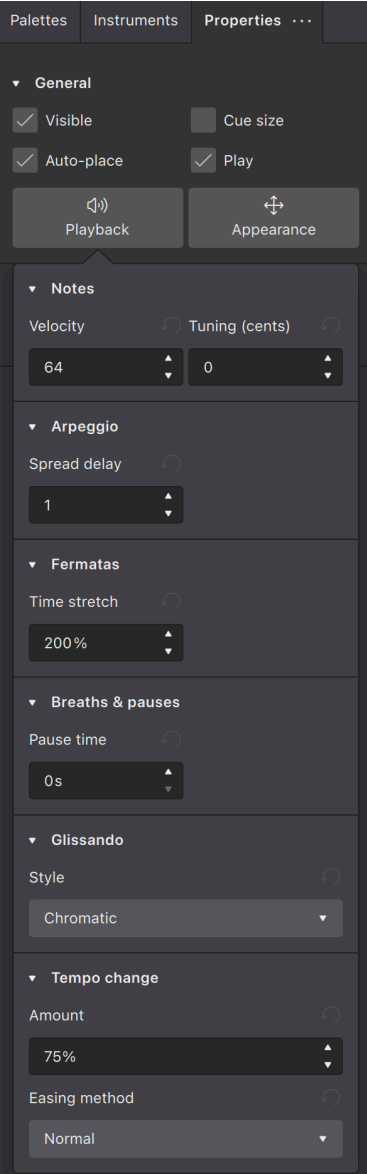 Palettes Instruments Properties ···
General
Visible Cue size
Auto-place Play
Playback Appearance
Notes
Velocity Tuning (cents)
64 0
Arpeggio
Spread delay
1
Fermatas
Time stretch
200%
Breaths & pauses
Pause time
0s
Glissando
Style
Chromatic
Tempo change
Amount
75%
Easing method
Normal